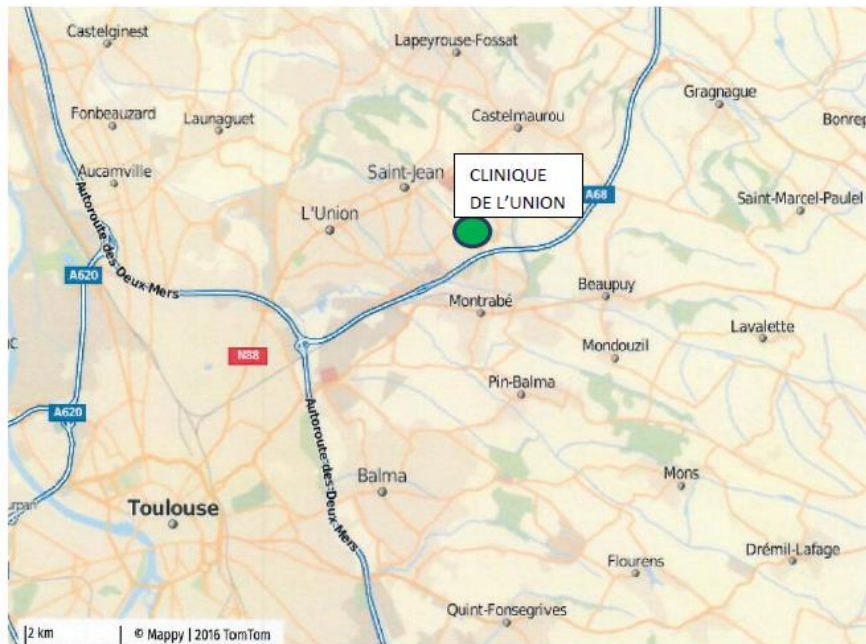 Castelginest
Lapeyrouse-Fossat
Gragnague
Fonbeauzard
Launaguet
Castelmaurou
Aucamville
Saint-Jean
CLINIQUE
DE L'UNION
A68
Saint-Marcel-Paulel
L'Union
Autoroute des Deux Mers
A620
Beaupuy
Montrabé
Lavalette
N88
Mondouzil
Pin-Balma
A620
Autoroute des Deux Mers
Balma
Mons
Toulouse
Flourens
Drémil-Lafage
Quint-Fonsegrives
2 km
© Mappy | 2016 TomTom